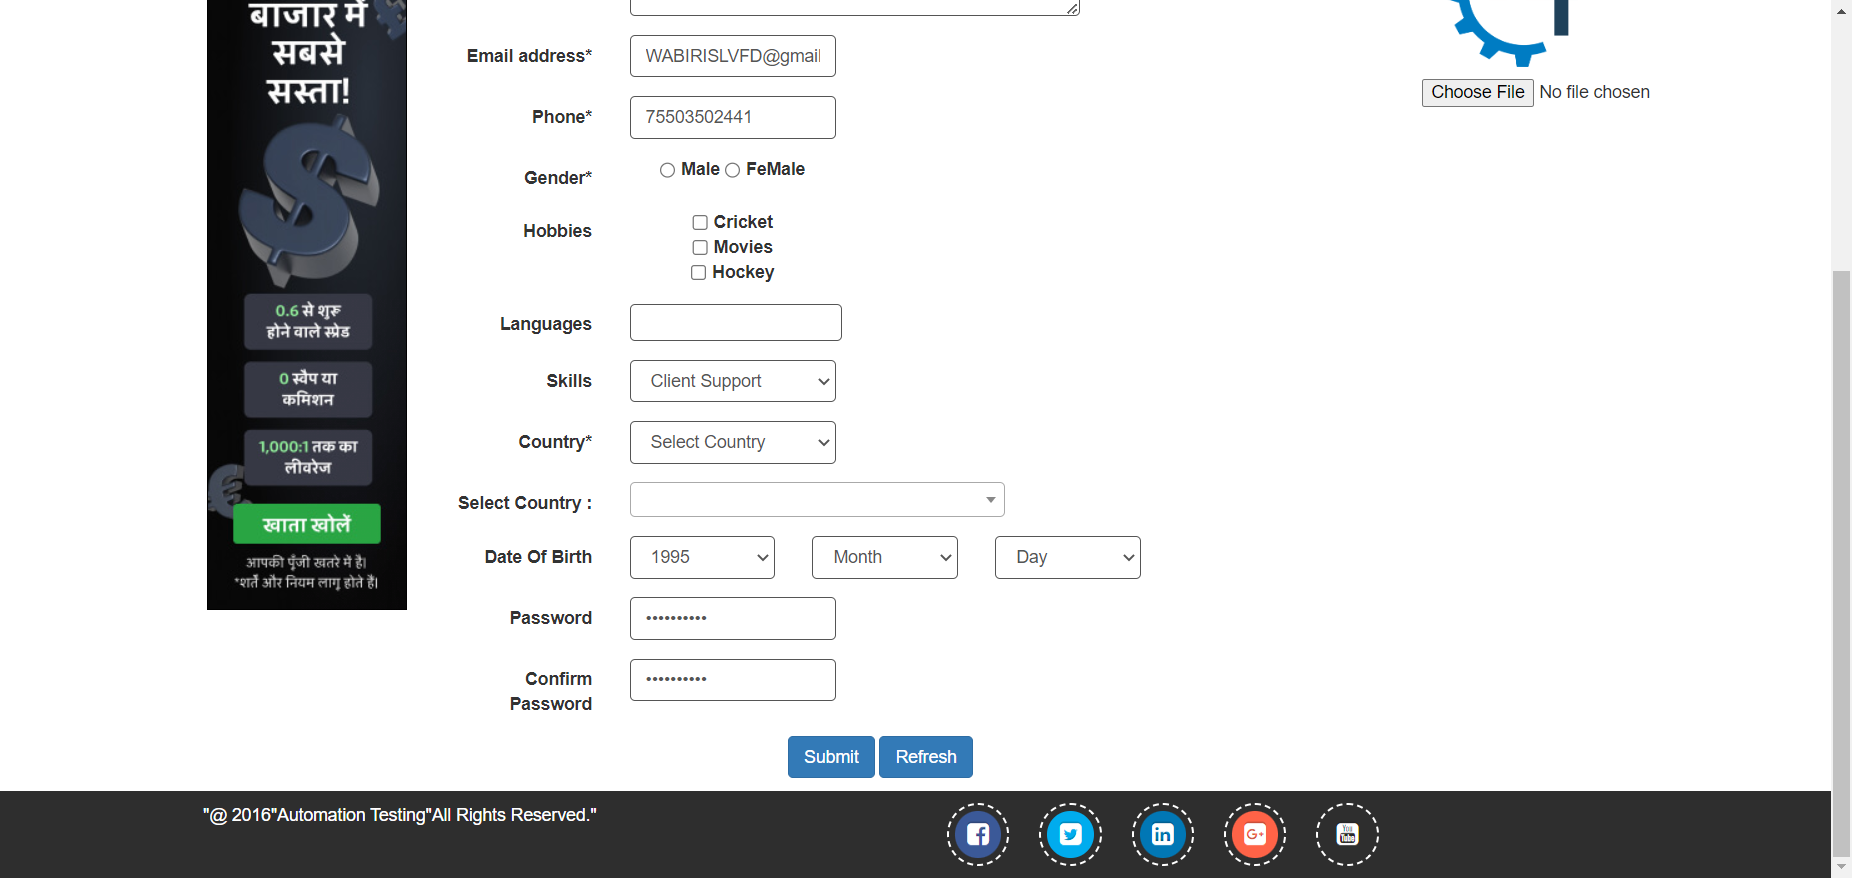 बाजार में
सबसे
सस्ता!
0.6 से शुरू
होने वाले स्प्रेड
0 स्वैप या
कमिशन
1,000:1 तक का
लीवरेज
खाता खोलें
आपकी पूँजी खतरे में है।
*शर्तें और नियम लागू होते हैं।
Email address*
WABIRISLVFD@gmail
Phone*
75503502441
Gender*
Male FeMale
Hobbies
Cricket
Movies
Hockey
Languages
Skills
Client Support
Country*
Select Country
Select Country :
Date Of Birth
1995 Month Day
Password
••••••••••
Confirm
Password
••••••••••
Submit Refresh
Choose File No file chosen
"@ 2016"Automation Testing"All Rights Reserved."
f
in
G+
You
Tube